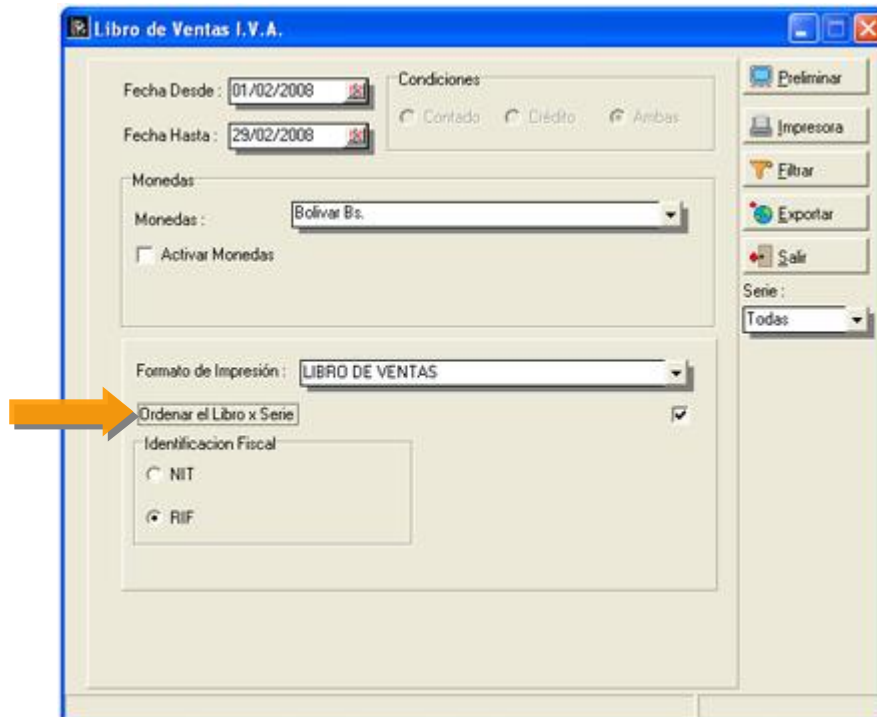 Libro de Ventas I.V.A.
Fecha Desde : 01/02/2008
Fecha Hasta : 29/02/2008
Condiciones
Contado Crédito Ambas
Monedas
Monedas : Bolivar Bs.
Activar Monedas
Formato de Impresión : LIBRO DE VENTAS
Ordenar el Libro x Serie
Identificacion Fiscal
NIT
RIF
Preliminar
Impresora
Filtrar
Exportar
Salir
Serie :
Todas